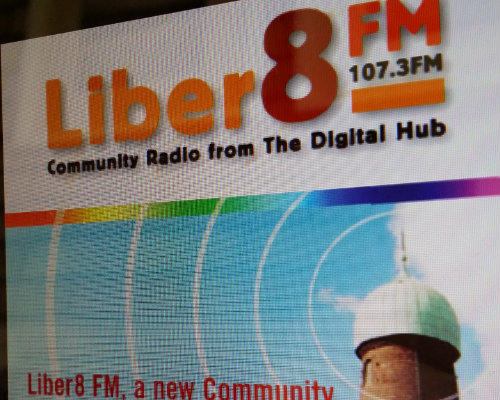 Liber8 FM
107.3FM
Community Radio from The Digital Hub
Liber8 FM, a new Community